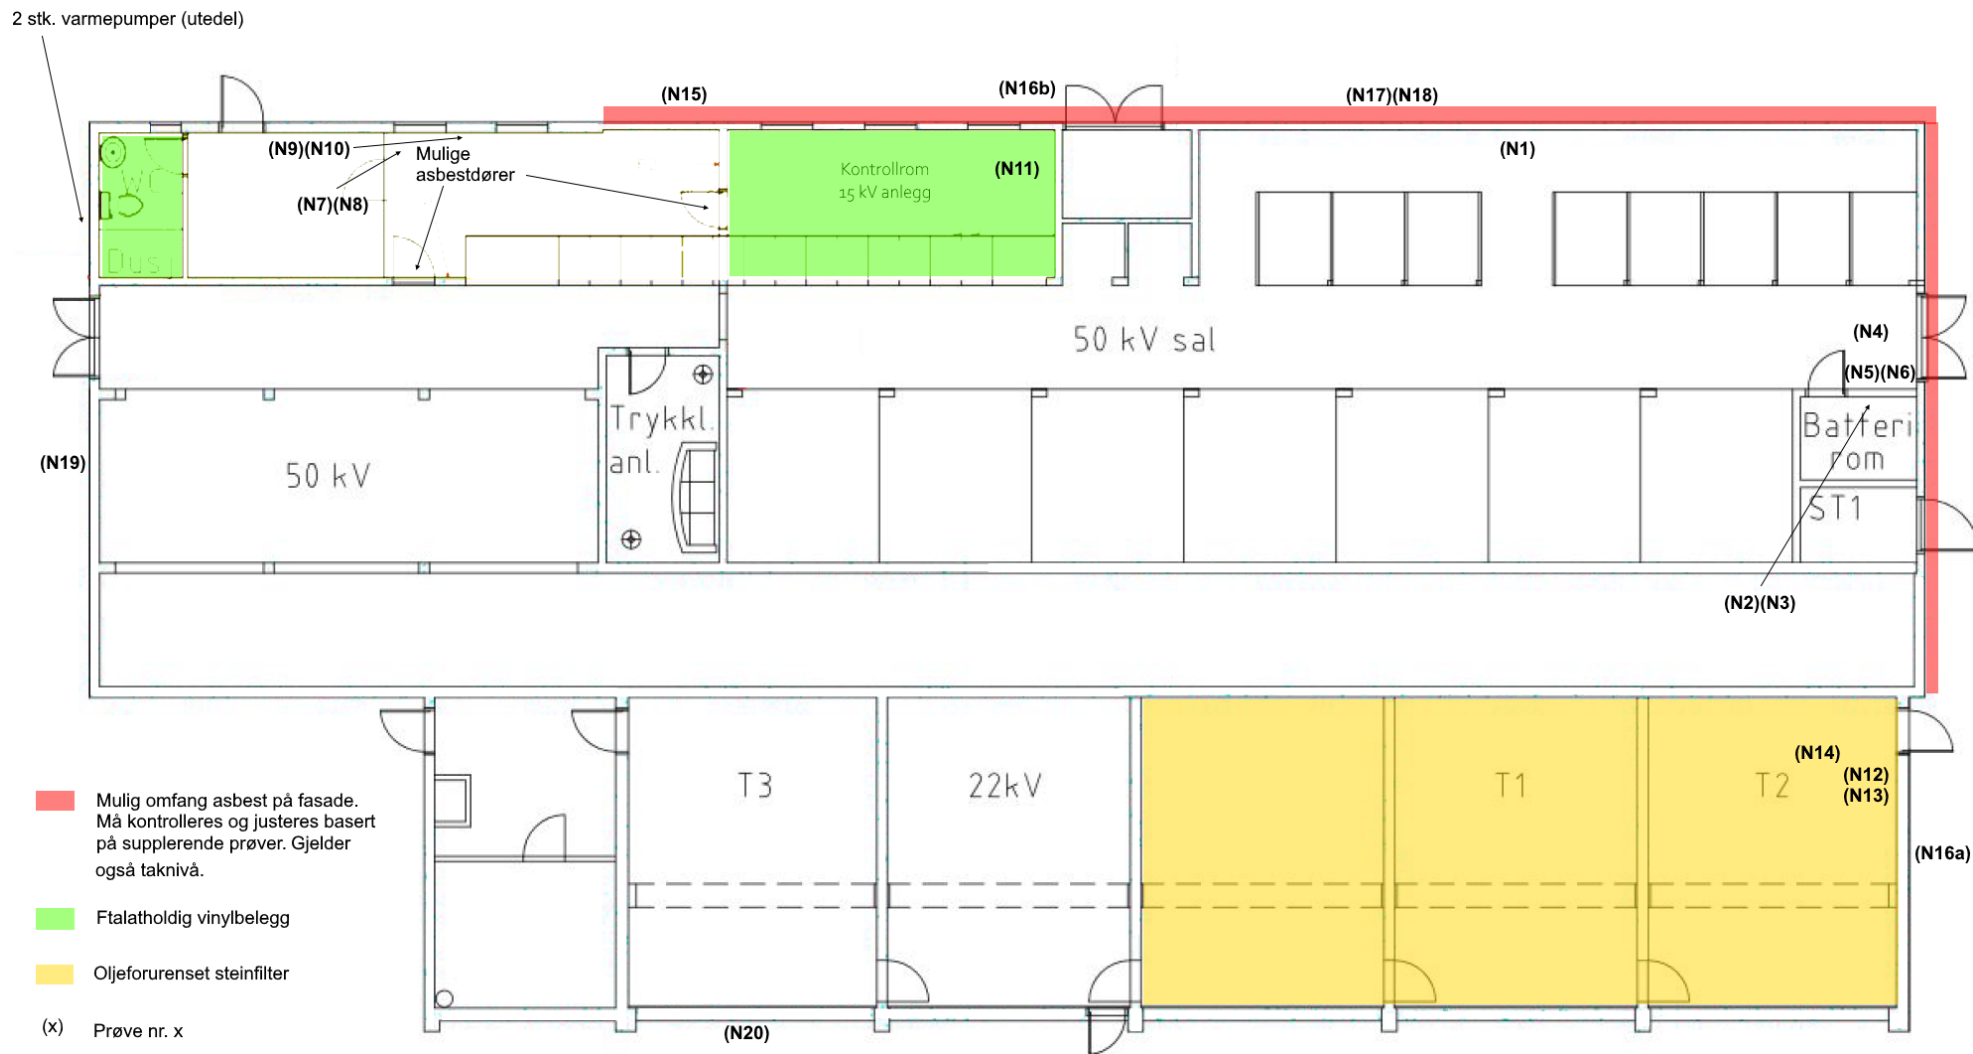 2 stk. varmepumper (utedel)
(N15)
(N16b)
(N17)(N18)
(N9)(N10)
Mulige
asbestdører
(N7)(N8)
WC
Kontrollrom
15 kV anlegg
(N11)
(N1)
50 kV sal
(N4)
(N5)(N6)
Trykkl.
anl.
Batteri
rom
(N19)
50 kV
ST1
(N2)(N3)
T3
22kV
T1
T2
(N14)
(N12)
(N13)
(N16a)
(N20)
Mulig omfang asbest på fasade.
Må kontrolleres og justeres basert
på supplerende prøver. Gjelder
også taknivå.
Ftalatholdig vinylbelegg
Oljeforurenset steinfilter
(x) Prøve nr. x